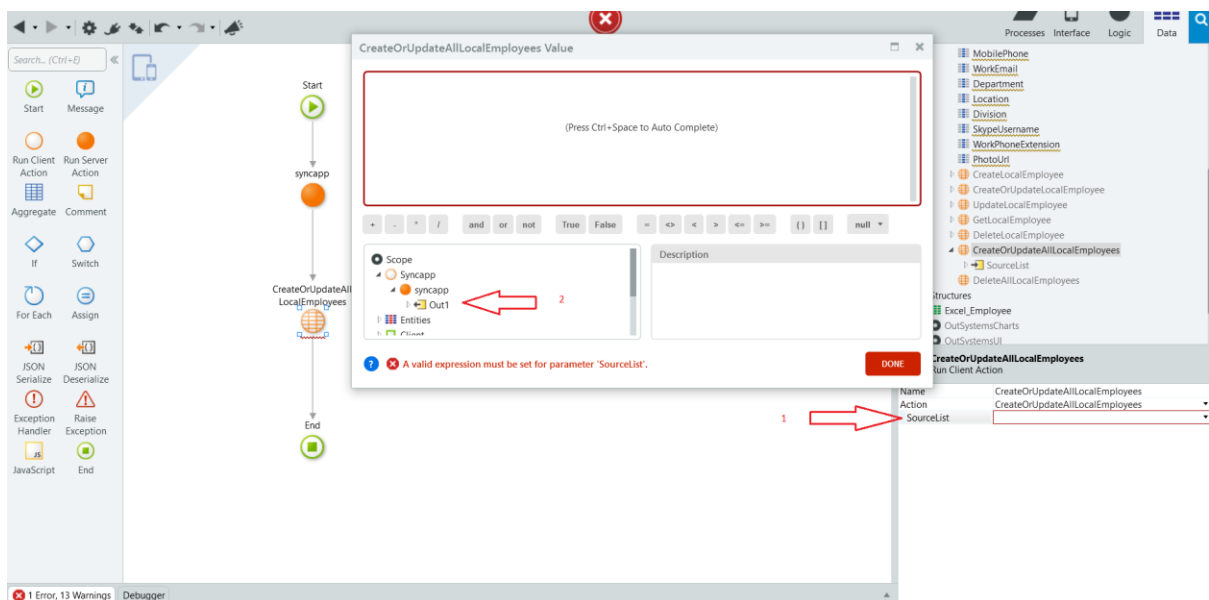 Processes Interface Logic Data
Search... (Ctrl+E)
Start Message
Run Client Action
Run Server Action
Aggregate Comment
If Switch
For Each Assign
JSON Serialize
JSON Deserialize
Exception Handler
Raise Exception
JS
JavaScript End
Start
syncapp
CreateOrUpdateAll
LocalEmployees
End
CreateOrUpdateAllLocalEmployees Value
(Press Ctrl+Space to Auto Complete)
+ - * / and or not True False = <> < > <= >= () [] null
Scope
Syncapp
syncapp
Out1
2
Entities
Client
Description
? A valid expression must be set for parameter 'SourceList'.
DONE
MobilePhone
WorkEmail
Department
Location
Division
SkypeUsername
WorkPhoneExtension
PhotoUrl
CreateLocalEmployee
CreateOrUpdateLocalEmployee
UpdateLocalEmployee
GetLocalEmployee
DeleteLocalEmployee
CreateOrUpdateAllLocalEmployees
SourceList
DeleteAllLocalEmployees
Structures
Excel_Employee
OutSystemsCharts
OutSystemsUI
CreateOrUpdateAllLocalEmployees
Run Client Action
Name CreateOrUpdateAllLocalEmployees
Action CreateOrUpdateAllLocalEmployees
1
SourceList
1 Error, 13 Warnings Debugger